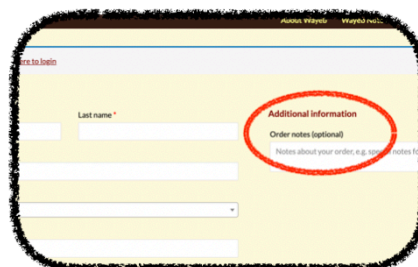 About Wayeb
here to login
Last name *
Additional information
Order notes (optional)
Notes about your order, e.g. special notes fo